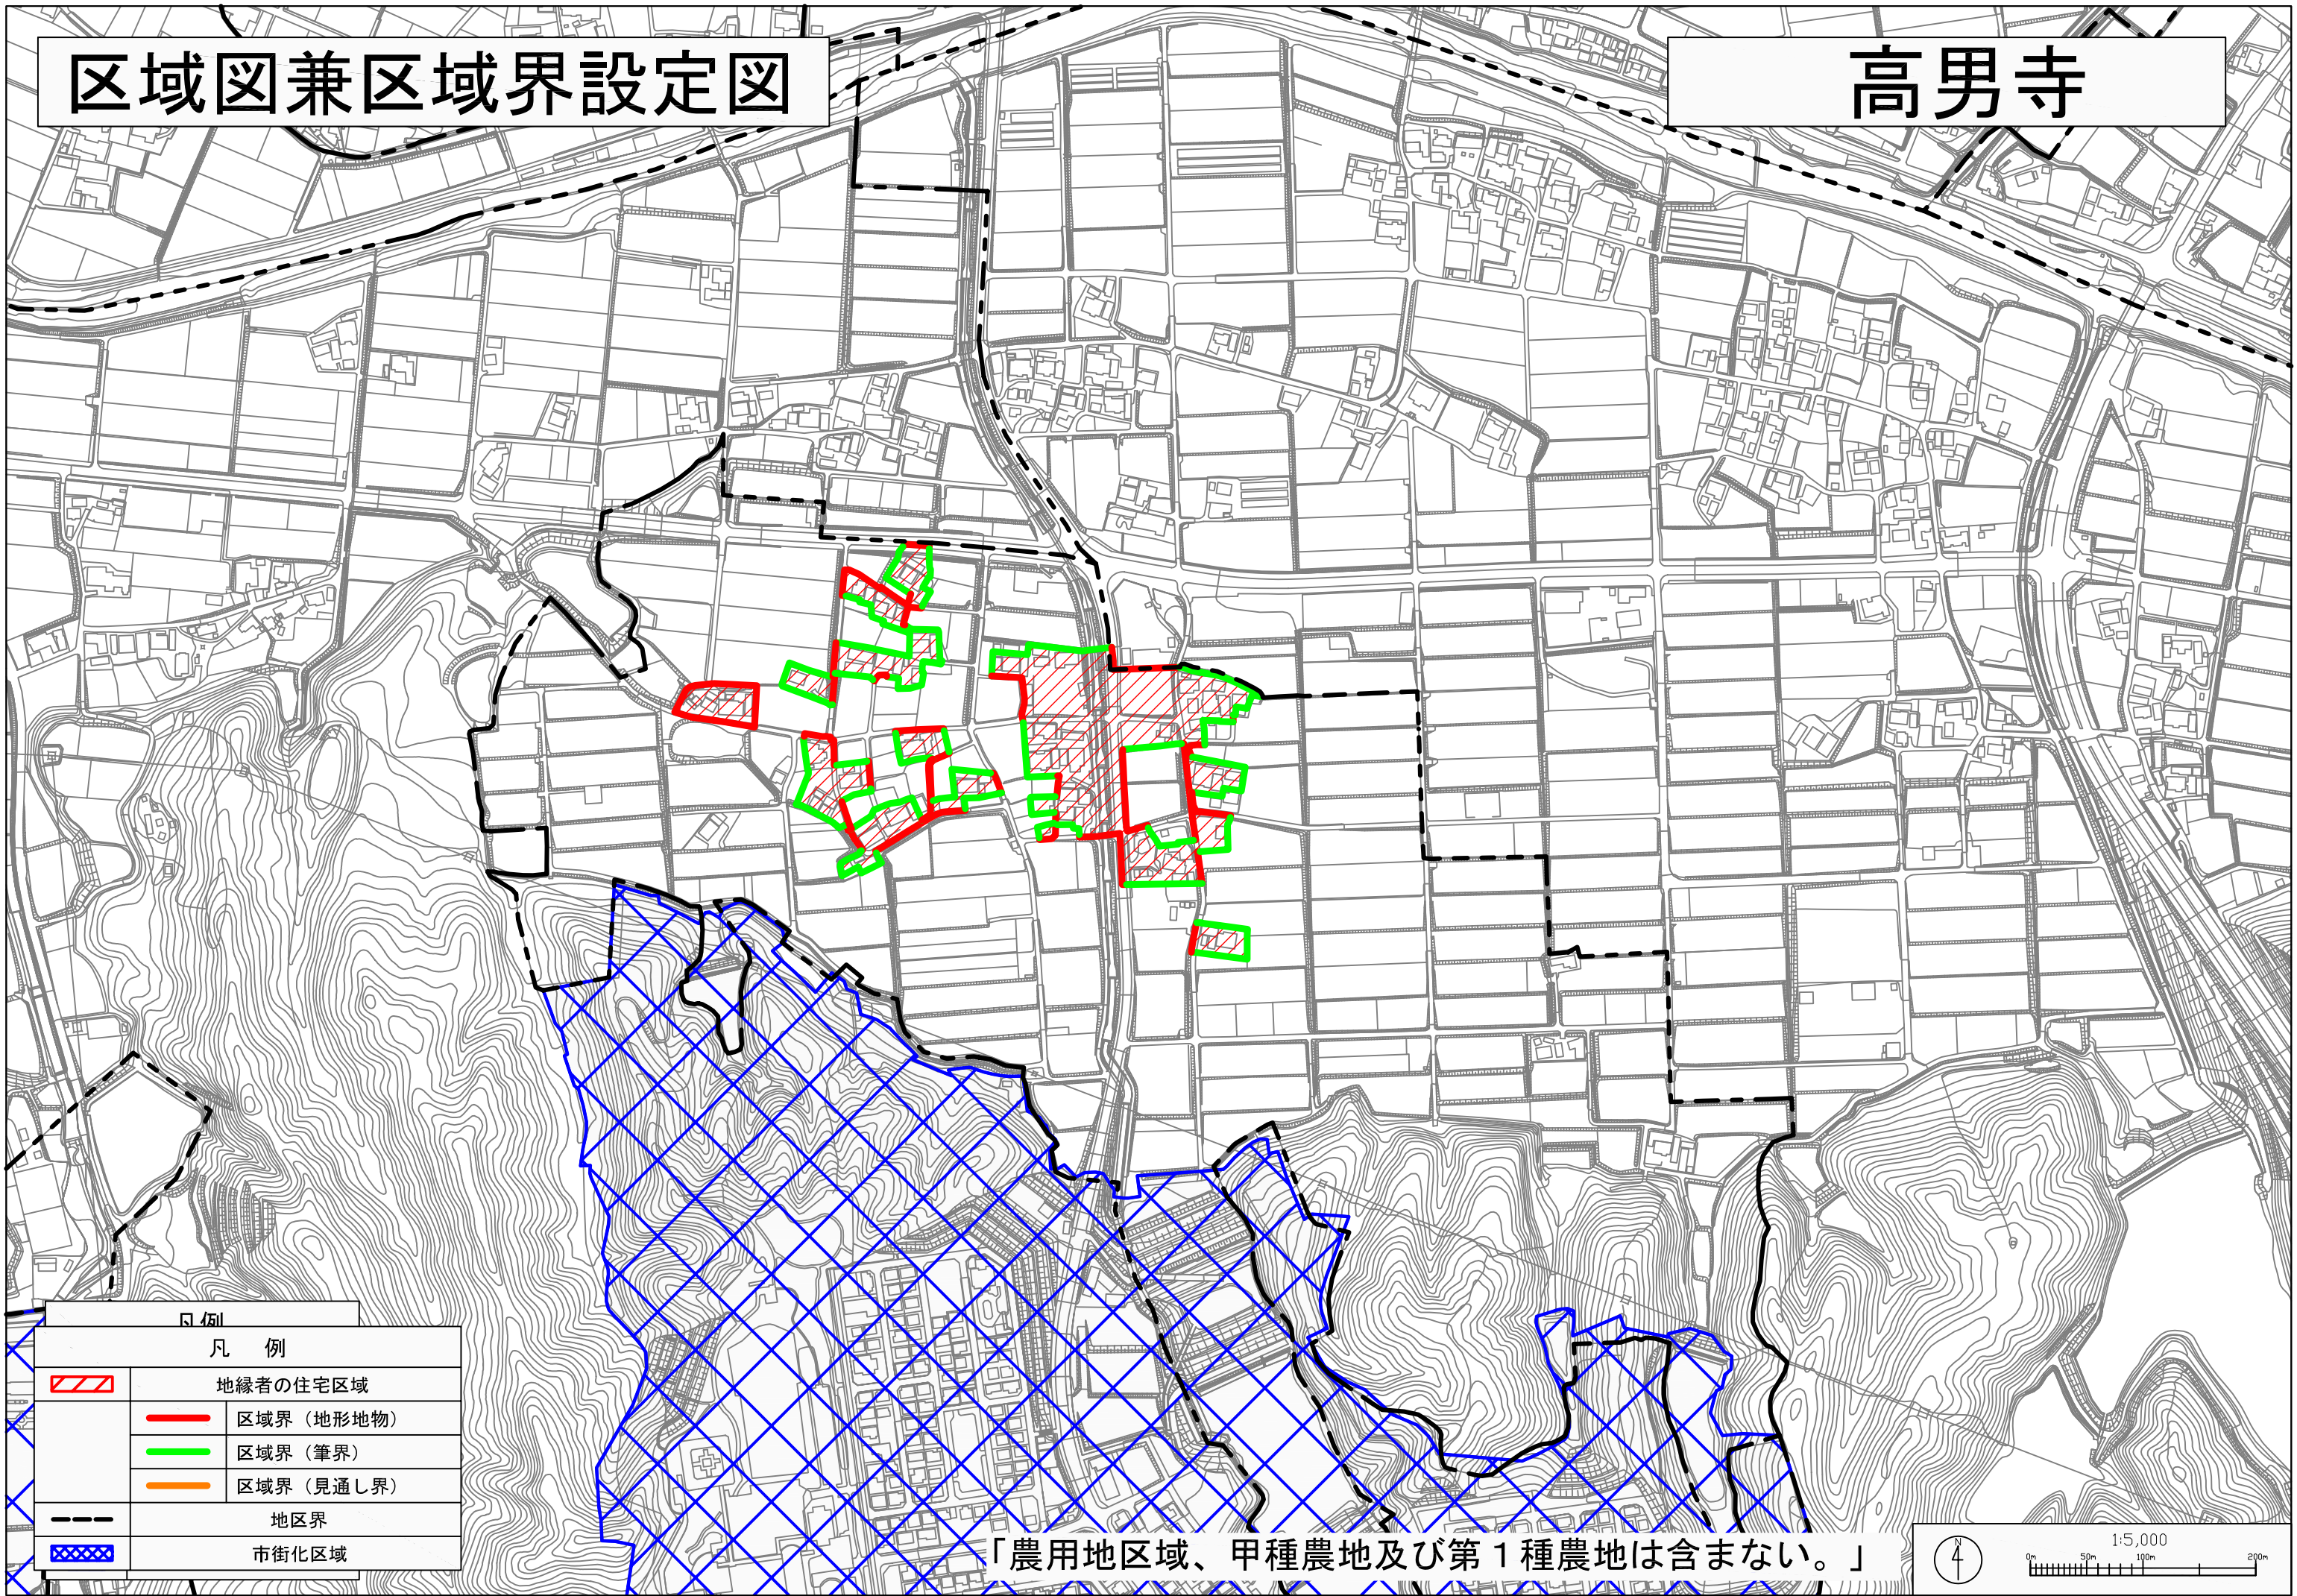 区域図兼区域界設定図
高男寺
凡例
凡 例
地縁者の住宅区域
区域界（地形地物）
区域界（筆界）
区域界（見通し界）
地区界
市街化区域
「農用地区域、甲種農地及び第１種農地は含まない。」
N
1:5,000
0m 50m 100m 200m